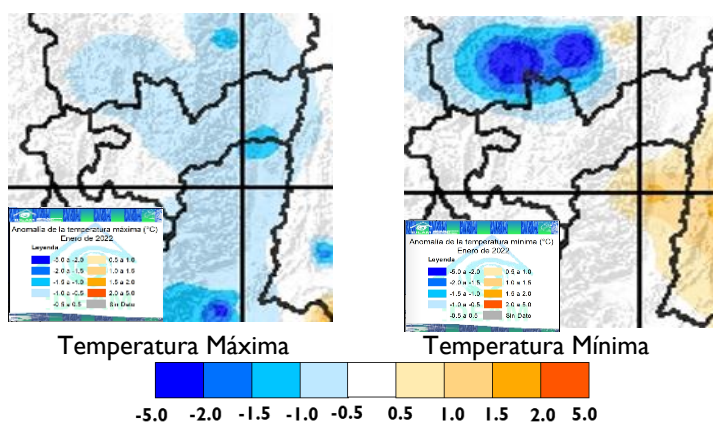 Anomalía de la temperatura máxima (°C)
Enero de 2022
Leyenda
-5.0 a -2.0 0.5 a 1.0
-2.0 a -1.5 1.0 a 1.5
-1.5 a -1.0 1.5 a 2.0
-1.0 a -0.5 2.0 a 5.0
-0.5 a 0.5 Sin Dato
Anomalía de la temperatura mínima (°C)
Enero de 2022
Leyenda
-5.0 a -2.0 0.5 a 1.0
-2.0 a -1.5 1.0 a 1.5
-1.5 a -1.0 1.5 a 2.0
-1.0 a -0.5 2.0 a 5.0
-0.5 a 0.5 Sin Dato
Temperatura Máxima
Temperatura Mínima
-5.0 -2.0 -1.5 -1.0 -0.5 0.5 1.0 1.5 2.0 5.0